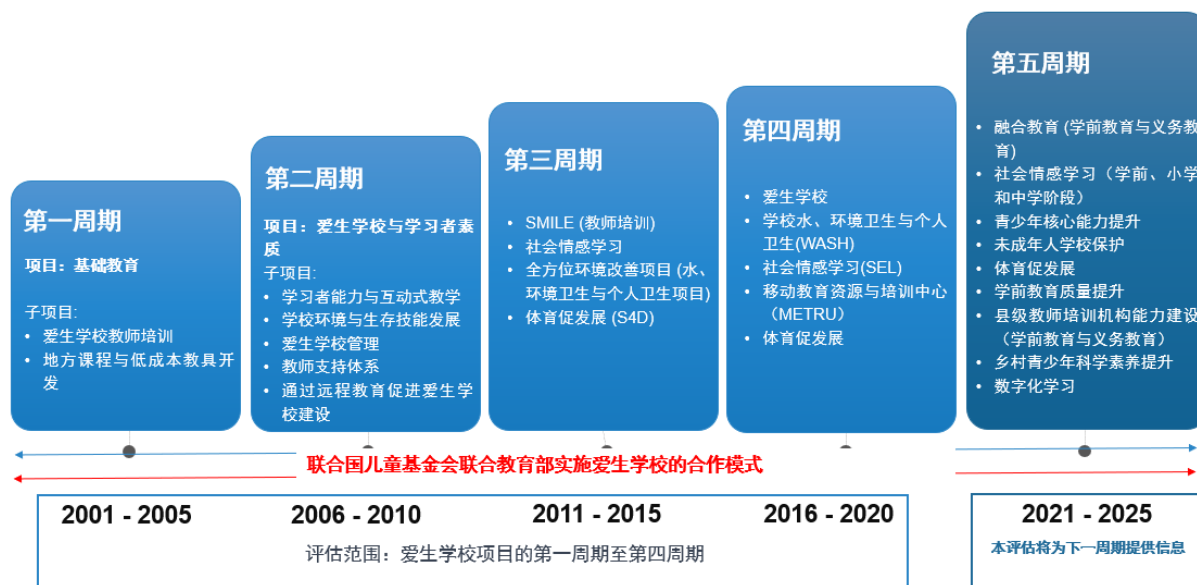 第一周期
项目：基础教育
子项目:
• 爱生学校教师培训
• 地方课程与低成本教具开
发
第二周期
项目：爱生学校与学习者素
质
子项目:
• 学习者能力与互动式教学
• 学校环境与生存技能发展
• 爱生学校管理
• 教师支持体系
• 通过远程教育促进爱生学
校建设
第三周期
• SMILE (教师培训)
• 社会情感学习
• 全方位环境改善项目 (水、
环境卫生与个人卫生项目)
• 体育促发展 (S4D)
第四周期
• 爱生学校
• 学校水、环境卫生与个人
卫生(WASH)
• 社会情感学习(SEL)
• 移动教育资源与培训中心
（METRU）
• 体育促发展
第五周期
• 融合教育 (学前教育与义务教
育)
• 社会情感学习（学前、小学
和中学阶段）
• 青少年核心能力提升
• 未成年人学校保护
• 体育促发展
• 学前教育质量提升
• 县级教师培训机构能力建设
（学前教育与义务教育）
• 乡村青少年科学素养提升
• 数字化学习
联合国儿童基金会联合教育部实施爱生学校的合作模式
2001 - 2005
2006 - 2010
2011 - 2015
2016 - 2020
2021 - 2025
评估范围：爱生学校项目的第一周期至第四周期
本评估将为下一周期提供信息